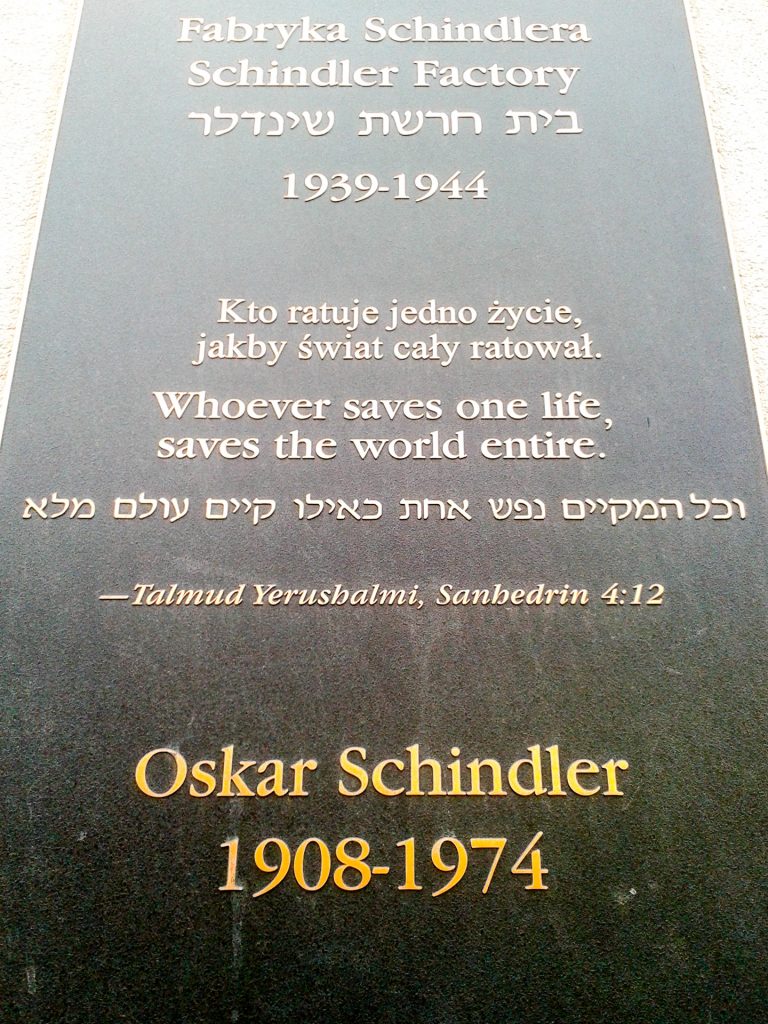 Fabryka Schindlera
Schindler Factory
בית חרשת שינדלר
1939-1944
Kto ratuje jedno życie,
jakby świat cały ratował.
Whoever saves one life,
saves the world entire.
וכל המקיים נפש אחת כאילו קיים עולם מלא
—Talmud Yerushalmi, Sanhedrin 4:12
Oskar Schindler
1908-1974